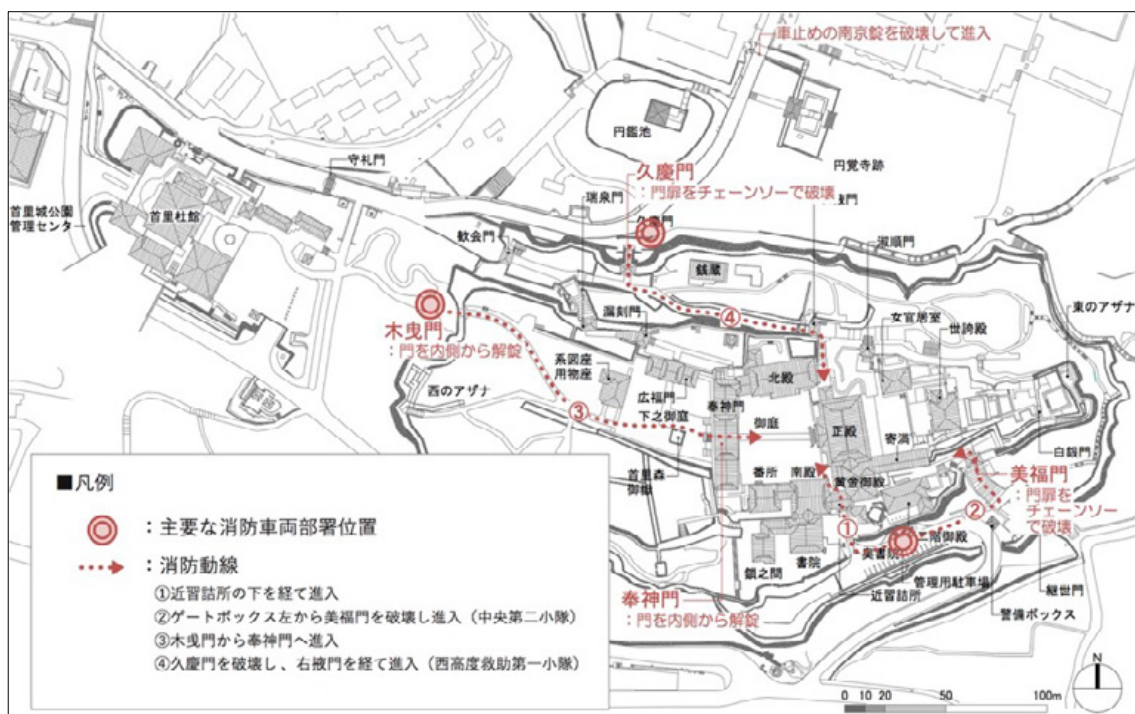 車止めの南京錠を破壊して進入
円鑑池
円覚寺跡
守礼門
久慶門
：門扉をチェーンソーで破壊
首里城公園
管理センタ
首里杜館
瑞泉門
久慶門
歓会門
淑順門
銭蔵
④
漏刻門
女官居室
世誇殿
東のアザナ
木曳門
：門を内側から解錠
系図座
用物座
西のアザナ
北殿
広福門
奉神門
下之御庭
御庭
正殿
③
寄満
白銀門
首里森
御嶽
番所
南殿
黄金御殿
美福門
：門扉を
チェーンソー
で破壊
①
②
二階御殿
奥書院
書院
鎖之間
近習詰所
管理用駐車場
継世門
警備ボックス
奉神門
：門を内側から解錠
■凡例
：主要な消防車両部署位置
：消防動線
①近習詰所の下を経て進入
②ゲートボックス左から美福門を破壊し進入（中央第二小隊）
③木曳門から奉神門へ進入
④久慶門を破壊し、右掖門を経て進入（西高度救助第一小隊）
N
0 10 20 50 100m